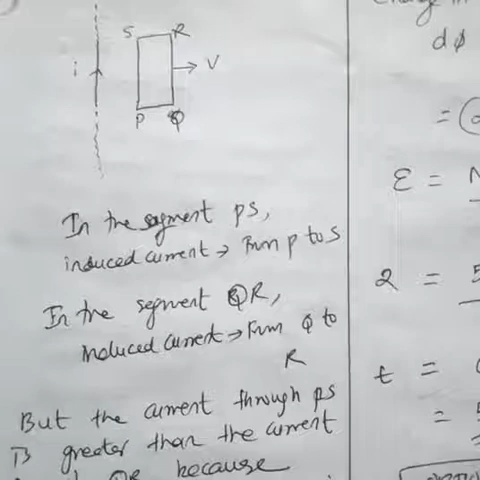 S R
i
V
P Q
In the segment ps,
induced current → From p to s
In the segment QR,
induced current → From Q to
R
But the current through ps
is greater than the current
QR because
dφ
=
ε =
2 =
t =
=